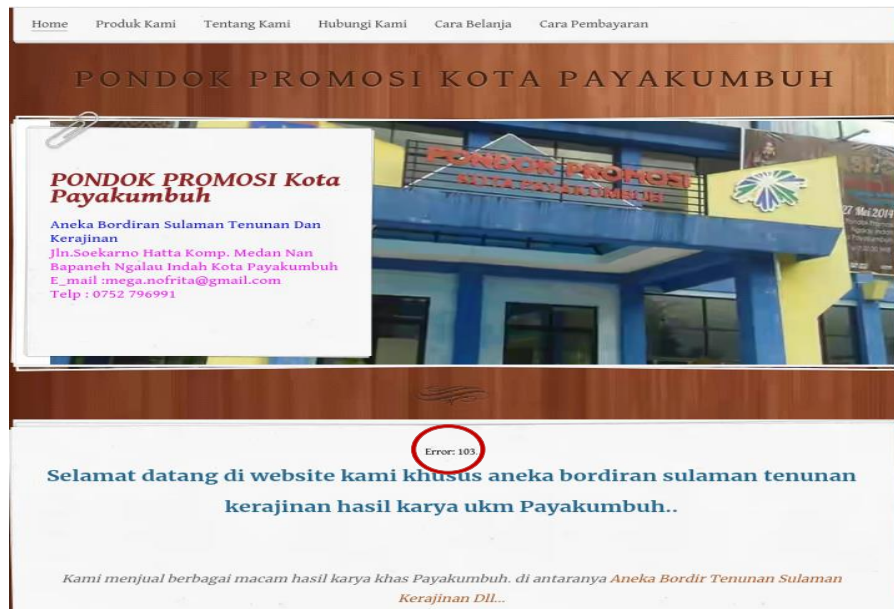 Home Produk Kami Tentang Kami Hubungi Kami Cara Belanja Cara Pembayaran
PONDOK PROMOSI KOTA PAYAKUMBUH
PONDOK PROMOSI Kota
Payakumbuh
Aneka Bordiran Sulaman Tenunan Dan
Kerajinan
Jln.Soekarno Hatta Komp. Medan Nan
Bapaneh Ngalau Indah Kota Payakumbuh
E_mail :mega.nofrita@gmail.com
Telp : 0752 796991
PONDOK PROMOSI
KOTA PAYAKUMBUH
27 Mei 2014
Error: 103.
Selamat datang di website kami khusus aneka bordiran sulaman tenunan
kerajinan hasil karya ukm Payakumbuh..
Kami menjual berbagai macam hasil karya khas Payakumbuh. di antaranya Aneka Bordir Tenunan Sulaman
Kerajinan Dll...